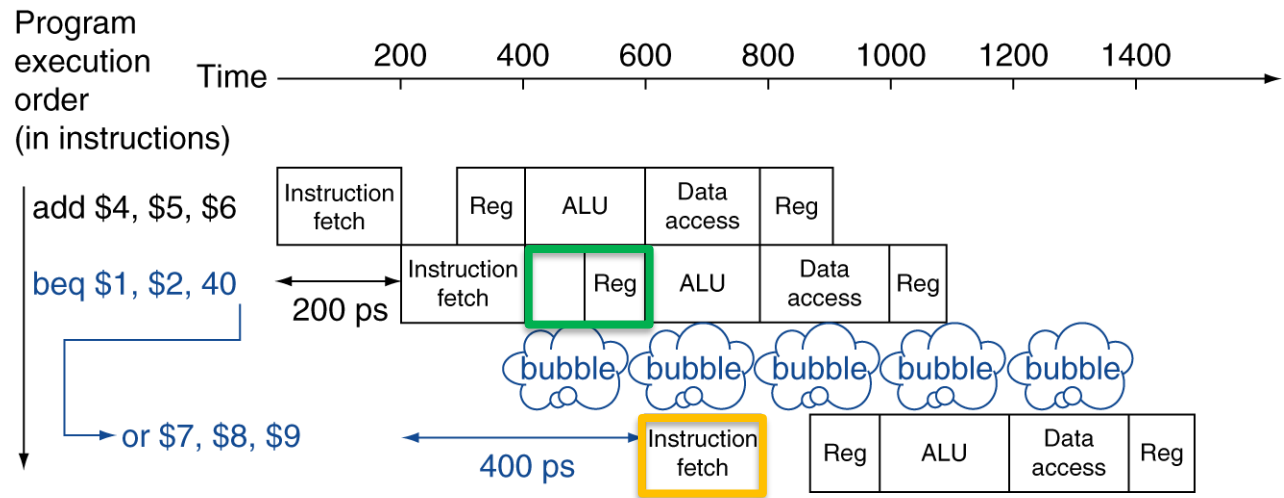 Program
execution
order
(in instructions)
Time
200 400 600 800 1000 1200 1400
add $4, $5, $6
Instruction
fetch
Reg
ALU
Data
access
Reg
beq $1, $2, 40
200 ps
Instruction
fetch
Reg
ALU
Data
access
Reg
bubble bubble bubble bubble bubble
or $7, $8, $9
400 ps
Instruction
fetch
Reg
ALU
Data
access
Reg